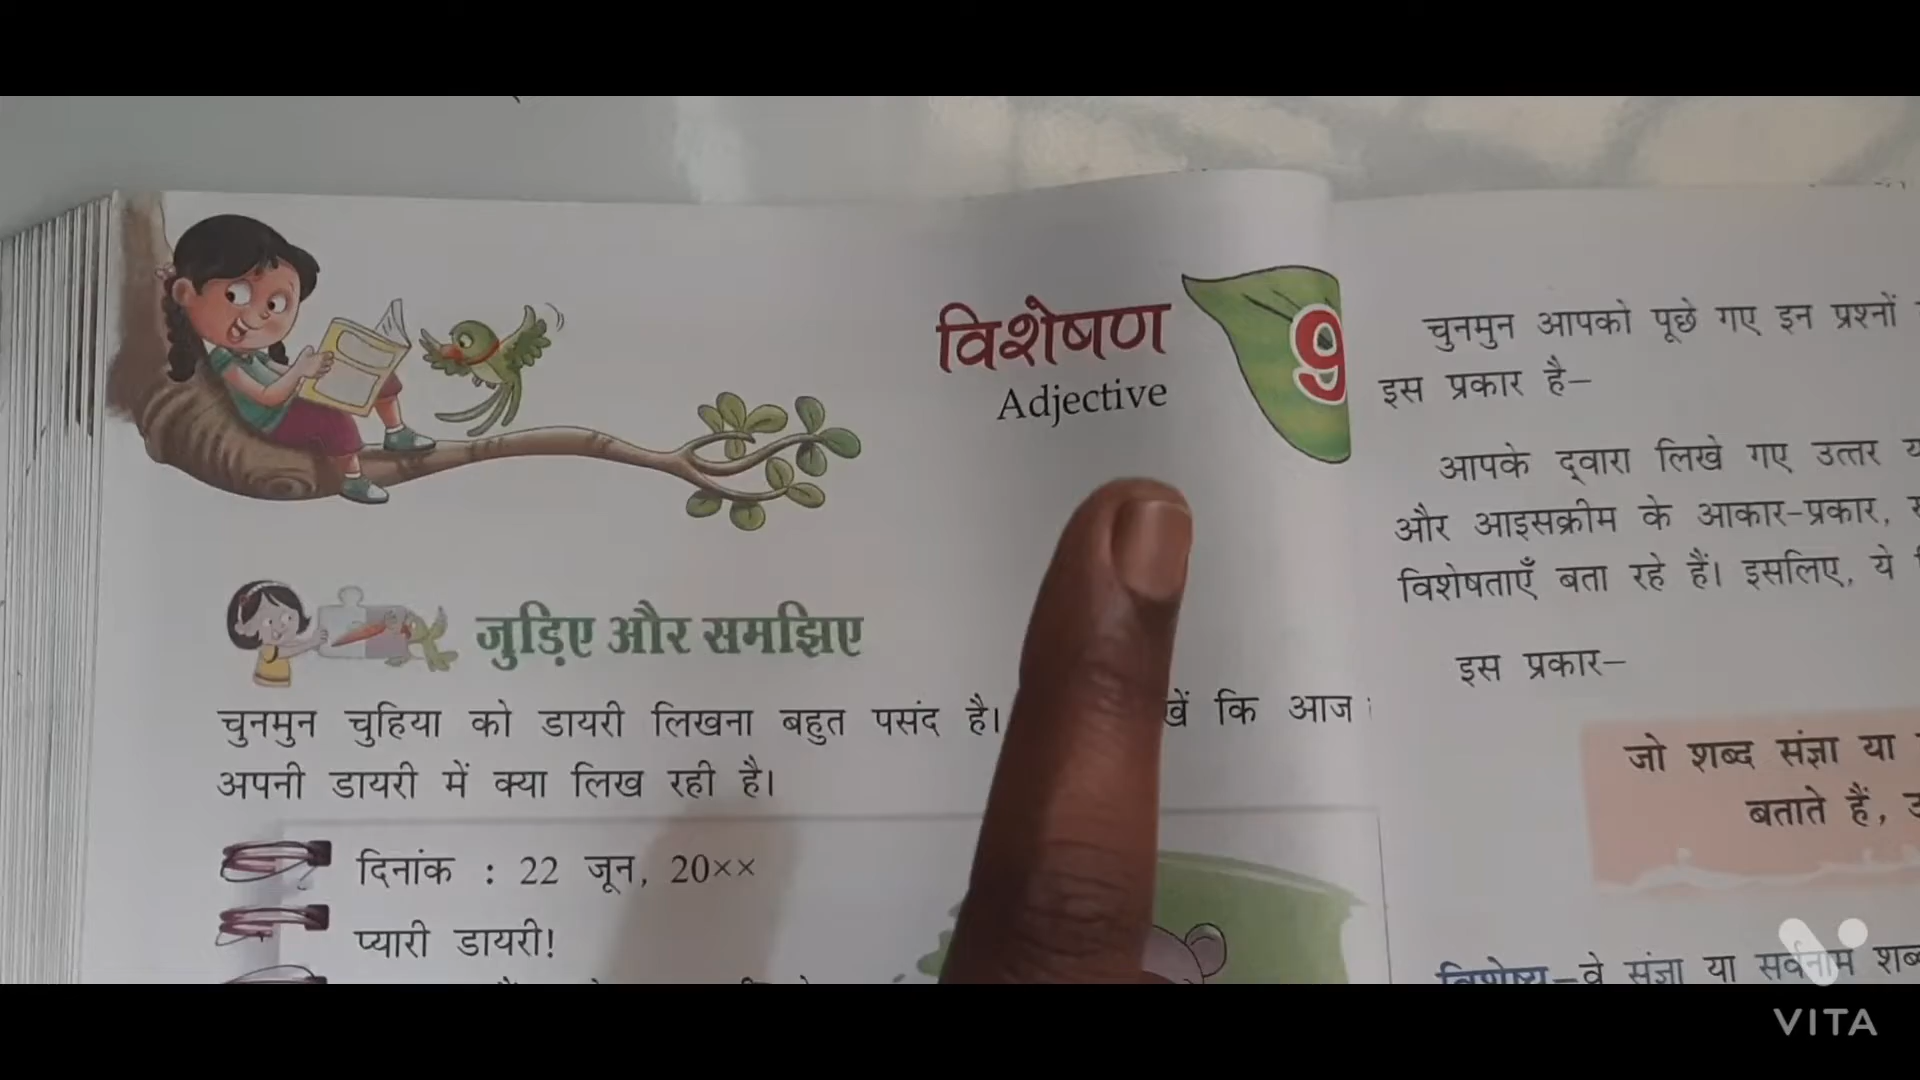 विशेषण
Adjective
9
जुड़िए और समझिए
चुनमुन चुहिया को डायरी लिखना बहुत पसंद है। कि आज
अपनी डायरी में क्या लिख रही है।
दिनांक : 22 जून, 20××
प्यारी डायरी!
चुनमुन आपको पूछे गए इन प्रश्नों
इस प्रकार है–
आपके द्वारा लिखे गए उत्तर
और आइसक्रीम के आकार-प्रकार,
विशेषताएँ बता रहे हैं। इसलिए, ये
इस प्रकार–
जो शब्द संज्ञा या
बताते हैं,
विशेष्य–वे संज्ञा या सर्वनाम
VITA